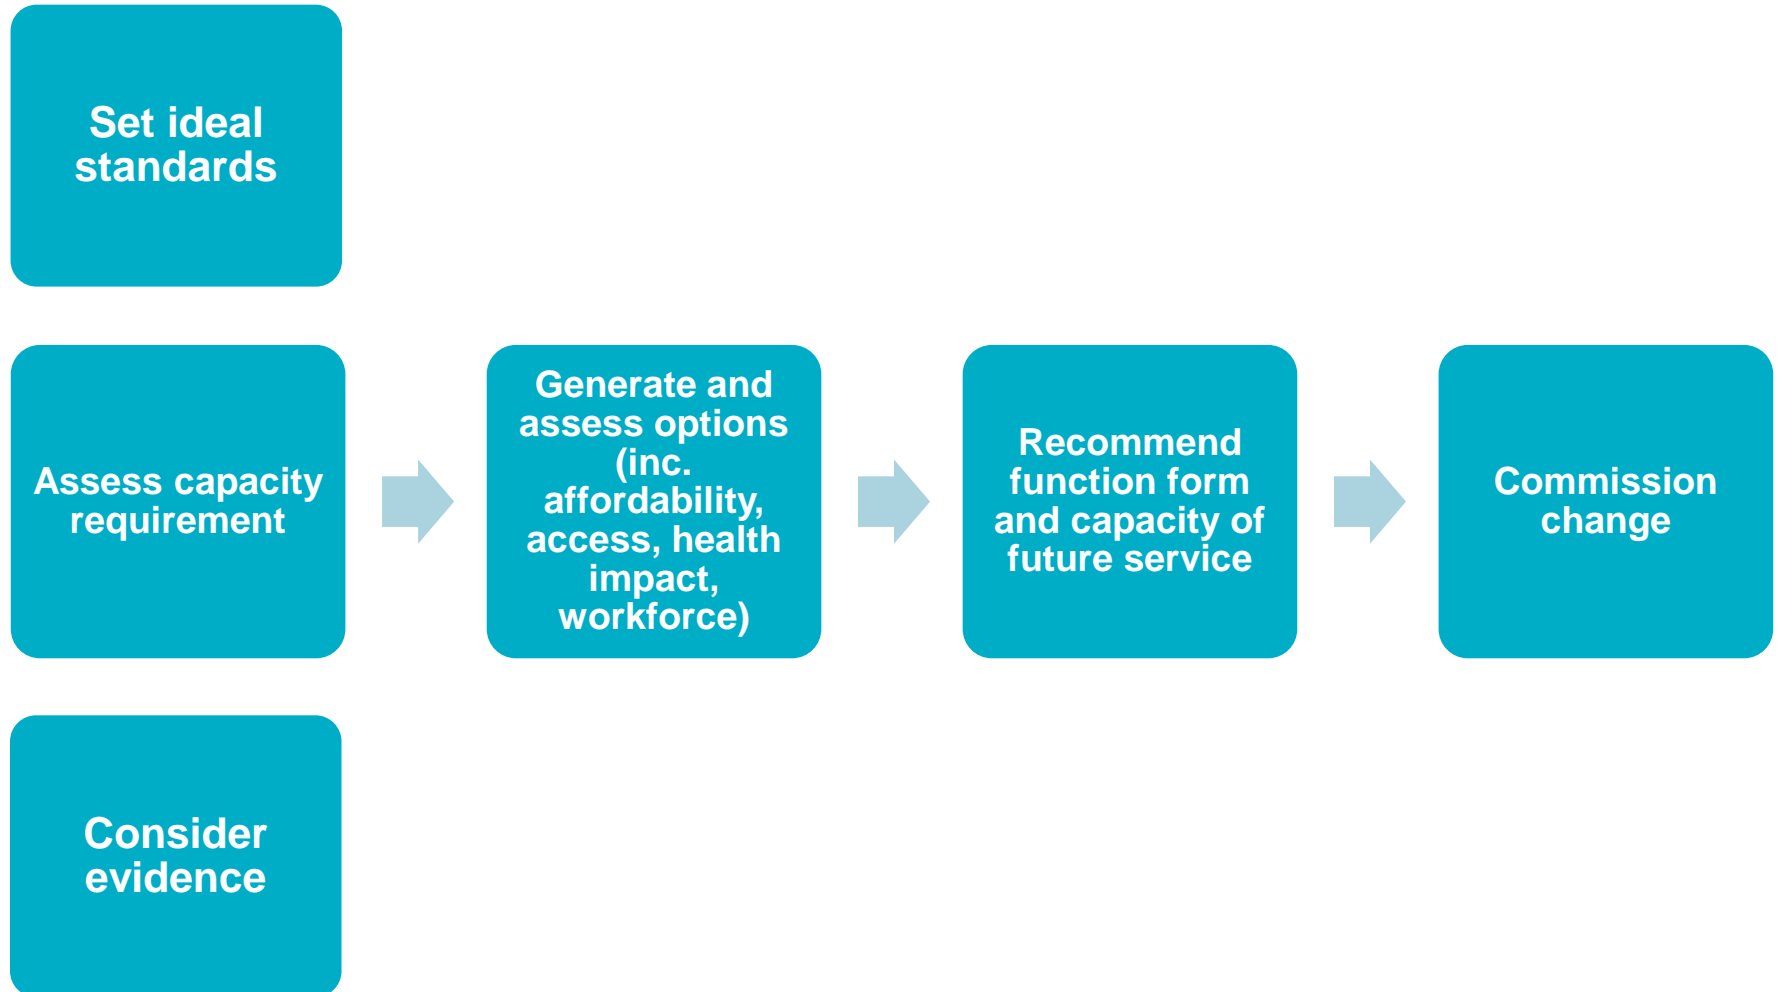 Set ideal
standards
Assess capacity
requirement
Generate and
assess options
(inc.
affordability,
access, health
impact,
workforce)
Recommend
function form
and capacity of
future service
Commission
change
Consider
evidence